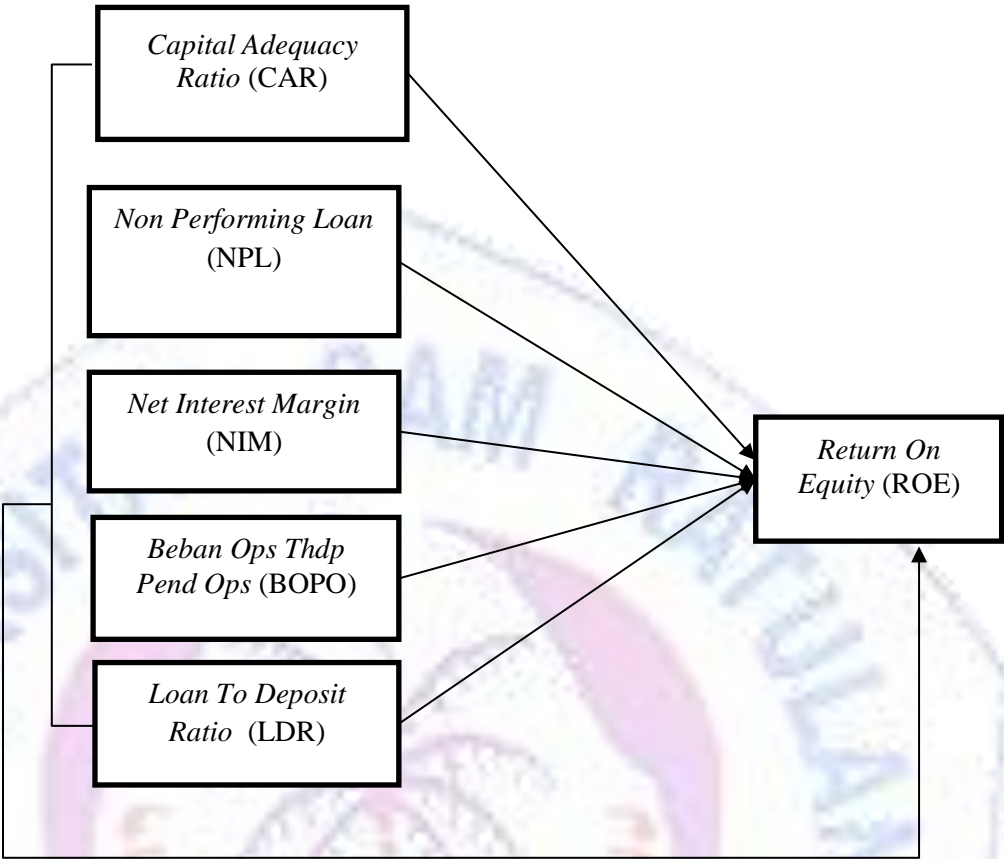 Capital Adequacy
Ratio (CAR)
Non Performing Loan
(NPL)
Net Interest Margin
(NIM)
Beban Ops Thdp
Pend Ops (BOPO)
Loan To Deposit
Ratio (LDR)
Return On
Equity (ROE)